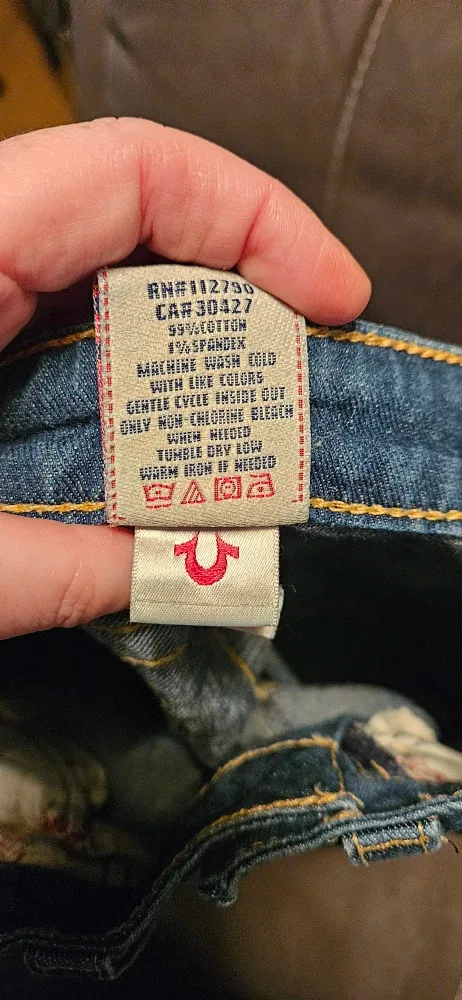 RN#112790
CA#30427
99%COTTON
1%SPANDEX
MACHINE WASH COLD
WITH LIKE COLORS
GENTLE CYCLE INSIDE OUT
ONLY NON-CHLORINE BLEACH
WHEN NEEDED
TUMBLE DRY LOW
WARM IRON IF NEEDED